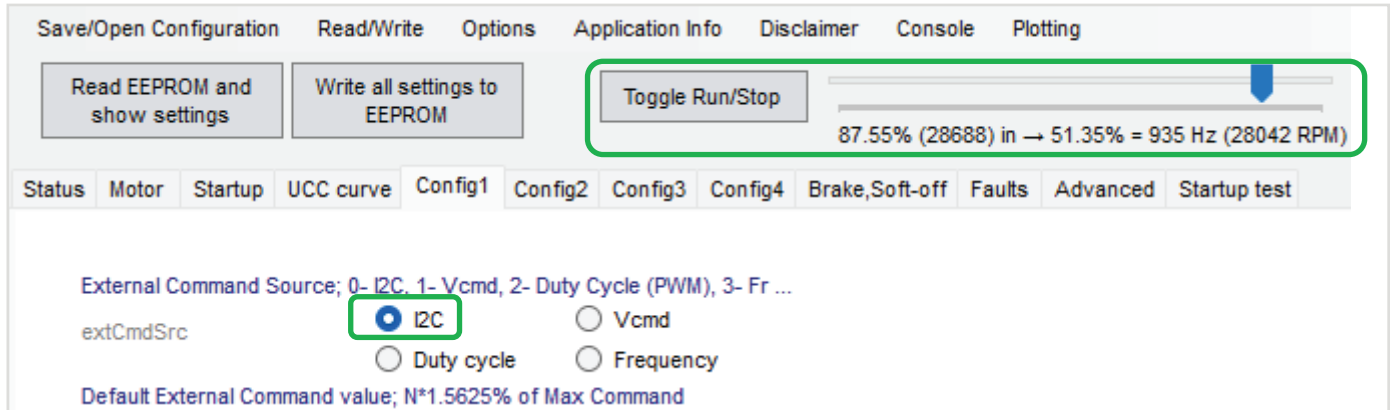 Save/Open Configuration Read/Write Options Application Info Disclaimer Console Plotting
Read EEPROM and show settings
Write all settings to EEPROM
Toggle Run/Stop
87.55% (28688) in → 51.35% = 935 Hz (28042 RPM)
Status Motor Startup UCC curve Config1 Config2 Config3 Config4 Brake,Soft-off Faults Advanced Startup test
External Command Source; 0- I2C, 1- Vcmd, 2- Duty Cycle (PWM), 3- Fr ...
extCmdSrc
I2C Vcmd
Duty cycle Frequency
Default External Command value; N*1.5625% of Max Command